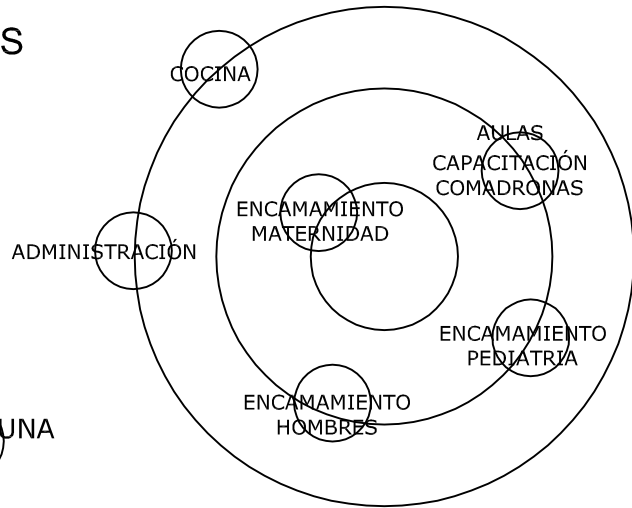 S
COCINA
AULAS
CAPACITACIÓN
COMADRONAS
ENCAMAMIENTO
MATERNIDAD
ADMINISTRACIÓN
ENCAMAMIENTO
PEDIATRIA
ENCAMAMIENTO
HOMBRES
UNA